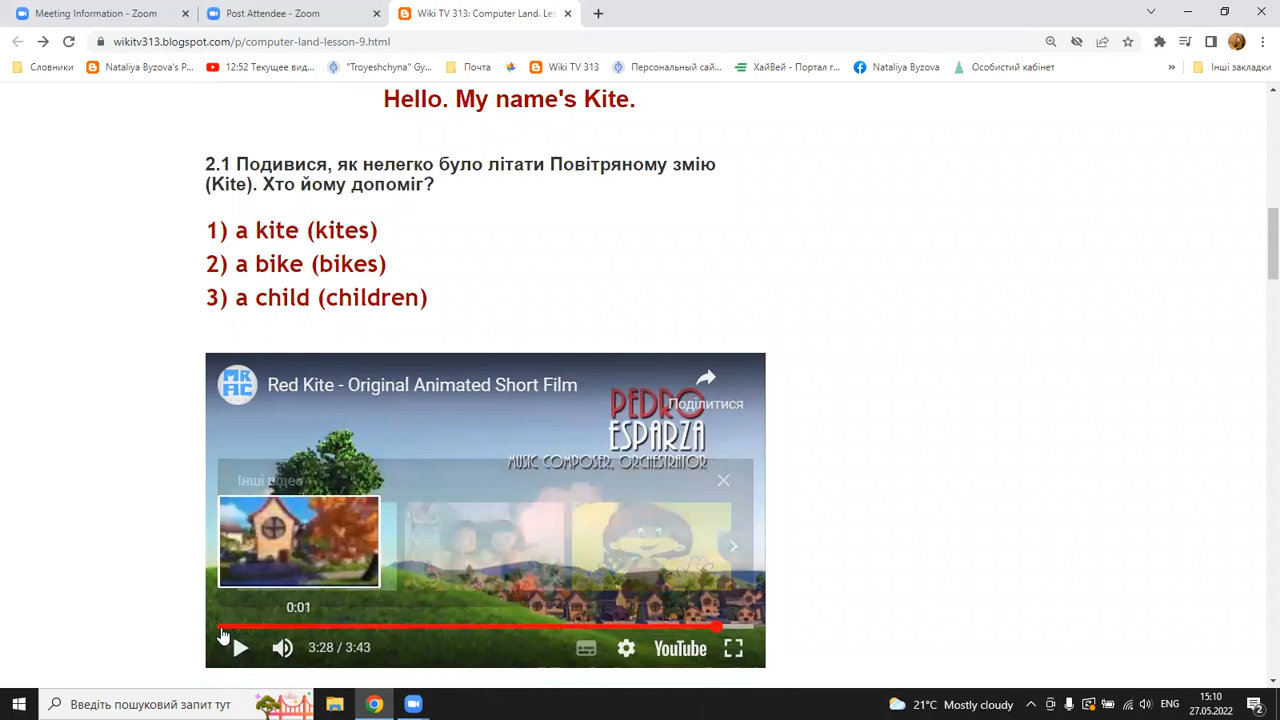 Meeting Information - Zoom
Post Attendee - Zoom
Wiki TV 313: Computer Land. Les
wikitv313.blogspot.com/p/computer-land-lesson-9.html
Словники
Nataliya Byzova's P...
12:52 Текущее вид...
"Troyeshchyna" Gy...
Почта
Wiki TV 313
Персональный сай...
ХайВей - Портал г...
Nataliya Byzova
Особистий кабінет
»
Інші закладки
Hello. My name's Kite.
2.1 Подивися, як нелегко було літати Повітряному змію
(Kite). Хто йому допоміг?
1) a kite (kites)
2) a bike (bikes)
3) a child (children)
MR
AC
Red Kite - Original Animated Short Film
Поділитися
PEDRO
ESPARZA
MUSIC COMPOSER, ORCHESTRATOR
Інші відео
0:01
3:28 / 3:43
YouTube
Введіть пошуковий запит тут
21°C Mostly cloudy
ENG
15:10
27.05.2022
2